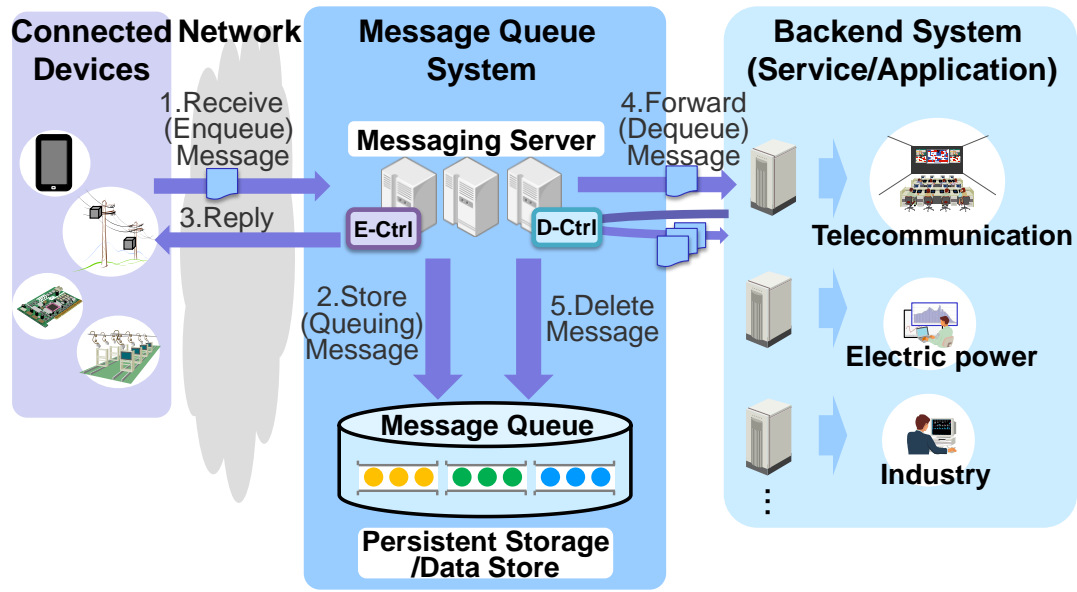 Connected
Devices
Network
Message Queue
System
Backend System
(Service/Application)
1.Receive
(Enqueue)
Message
Messaging Server
4.Forward
(Dequeue)
Message
3.Reply
E-Ctrl
D-Ctrl
Telecommunication
2.Store
(Queuing)
Message
5.Delete
Message
Electric power
Message Queue
Industry
Persistent Storage
/Data Store